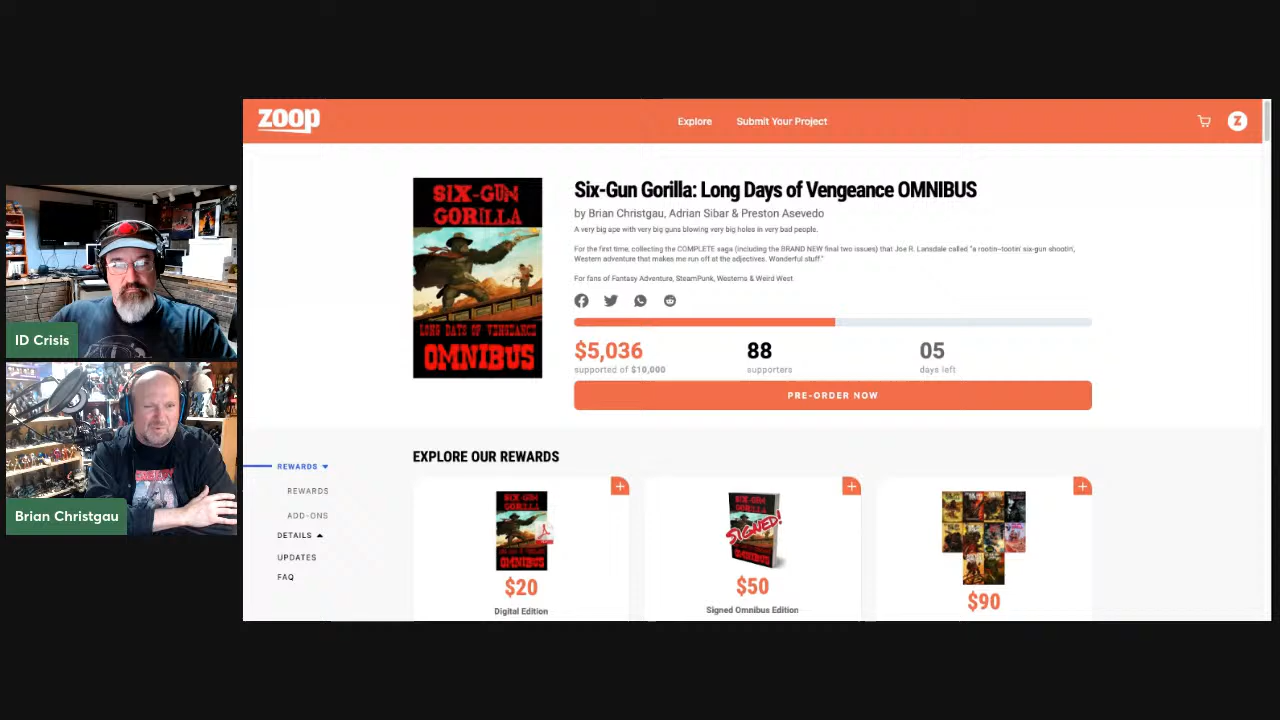 zoop
Explore
Submit Your Project
Z
SIX-GUN
GORILLA
LONG DAYS OF VENGEANCE
OMNIBUS
Six-Gun Gorilla: Long Days of Vengeance OMNIBUS
by Brian Christgau, Adrian Sibar & Preston Asevedo
A very big ape with very big guns blowing very big holes in very bad people.
For the first time, collecting the COMPLETE saga (including the BRAND NEW final two issues) that Joe R. Lansdale called "a rootin-tootin' six-gun shootin',
Western adventure that makes me run off at the adjectives. Wonderful stuff."
For fans of Fantasy Adventure, SteamPunk, Westerns & Weird West
$5,036
supported of $10,000
88
supporters
05
days left
PRE-ORDER NOW
ID Crisis
Brian Christgau
REWARDS
REWARDS
ADD-ONS
DETAILS
UPDATES
FAQ
EXPLORE OUR REWARDS
SIX-GUN
GORILLA
LONG DAYS OF VENGEANCE
OMNIBUS
$20
Digital Edition
SIX-GUN
GORILLA
SIGNED!
OMNIBUS
$50
Signed Omnibus Edition
$90